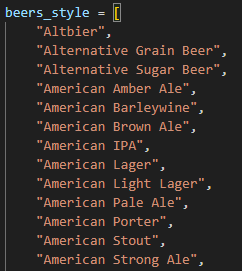 beers_style = [
"Altbier",
"Alternative Grain Beer",
"Alternative Sugar Beer",
"American Amber Ale",
"American Barleywine",
"American Brown Ale",
"American IPA",
"American Lager",
"American Light Lager",
"American Pale Ale",
"American Porter",
"American Stout",
"American Strong Ale",